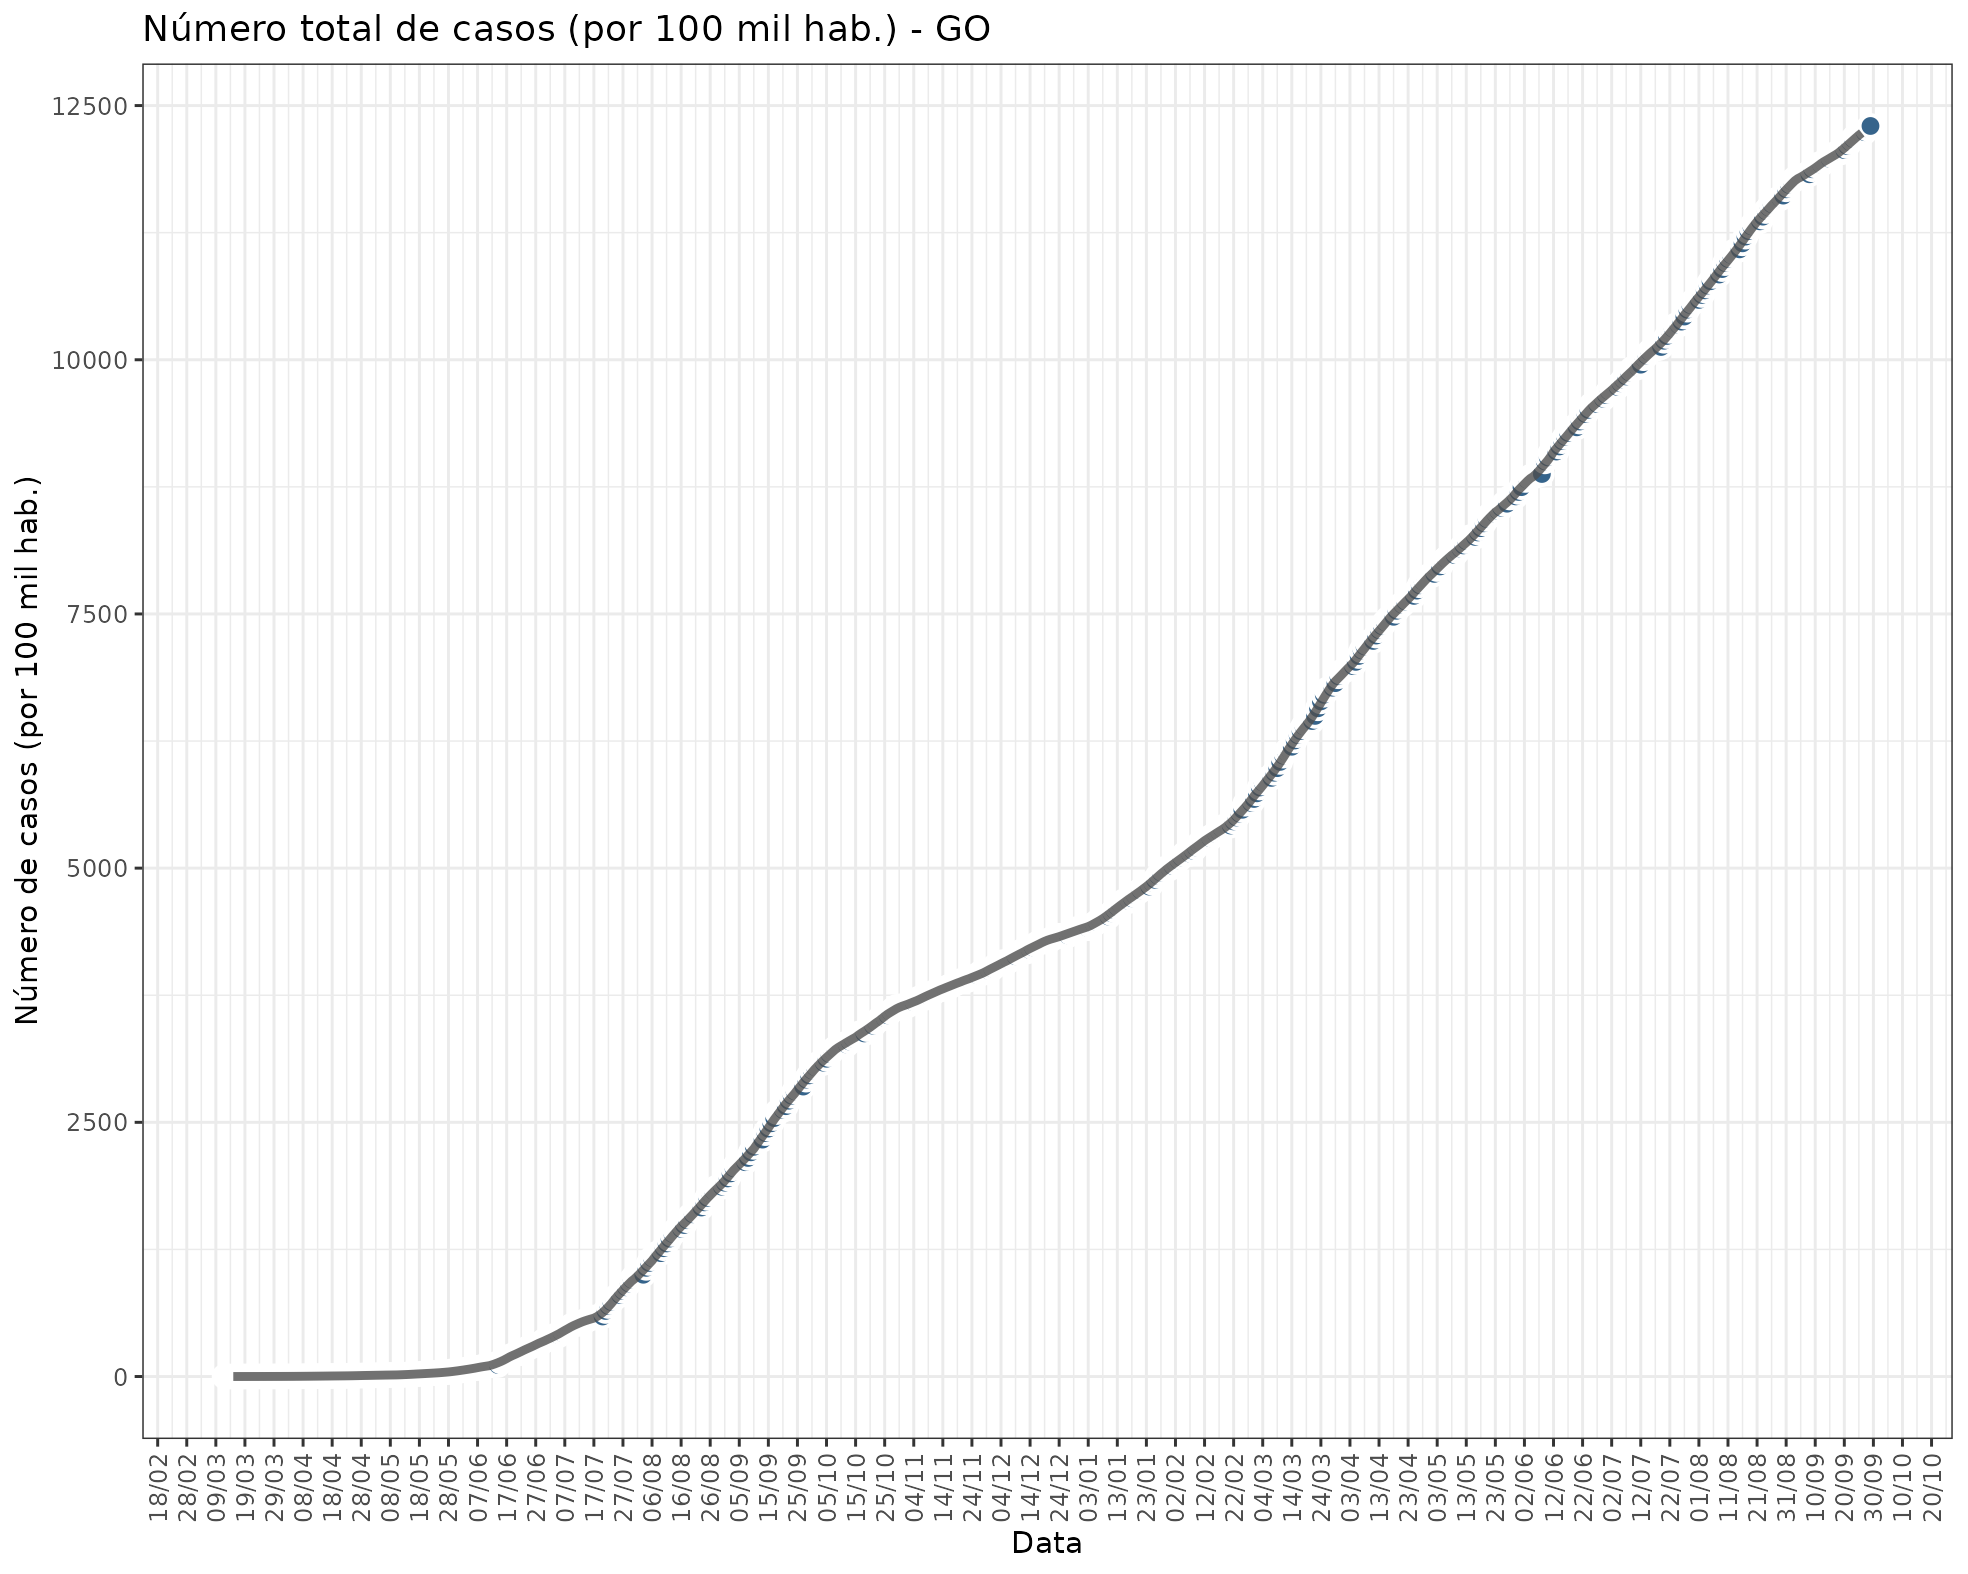 Número total de casos (por 100 mil hab.) - GO
Número de casos (por 100 mil hab.)
12500
10000
7500
5000
2500
0
18/02 28/02 09/03 19/03 29/03 08/04 18/04 28/04 08/05 18/05 28/05 07/06 17/06 27/06 07/07 17/07 27/07 06/08 16/08 26/08 05/09 15/09 25/09 05/10 15/10 25/10 04/11 14/11 24/11 04/12 14/12 24/12 03/01 13/01 23/01 02/02 12/02 22/02 04/03 14/03 24/03 03/04 13/04 23/04 03/05 13/05 23/05 02/06 12/06 22/06 02/07 12/07 22/07 01/08 11/08 21/08 31/08 10/09 20/09 30/09 10/10 20/10
Data